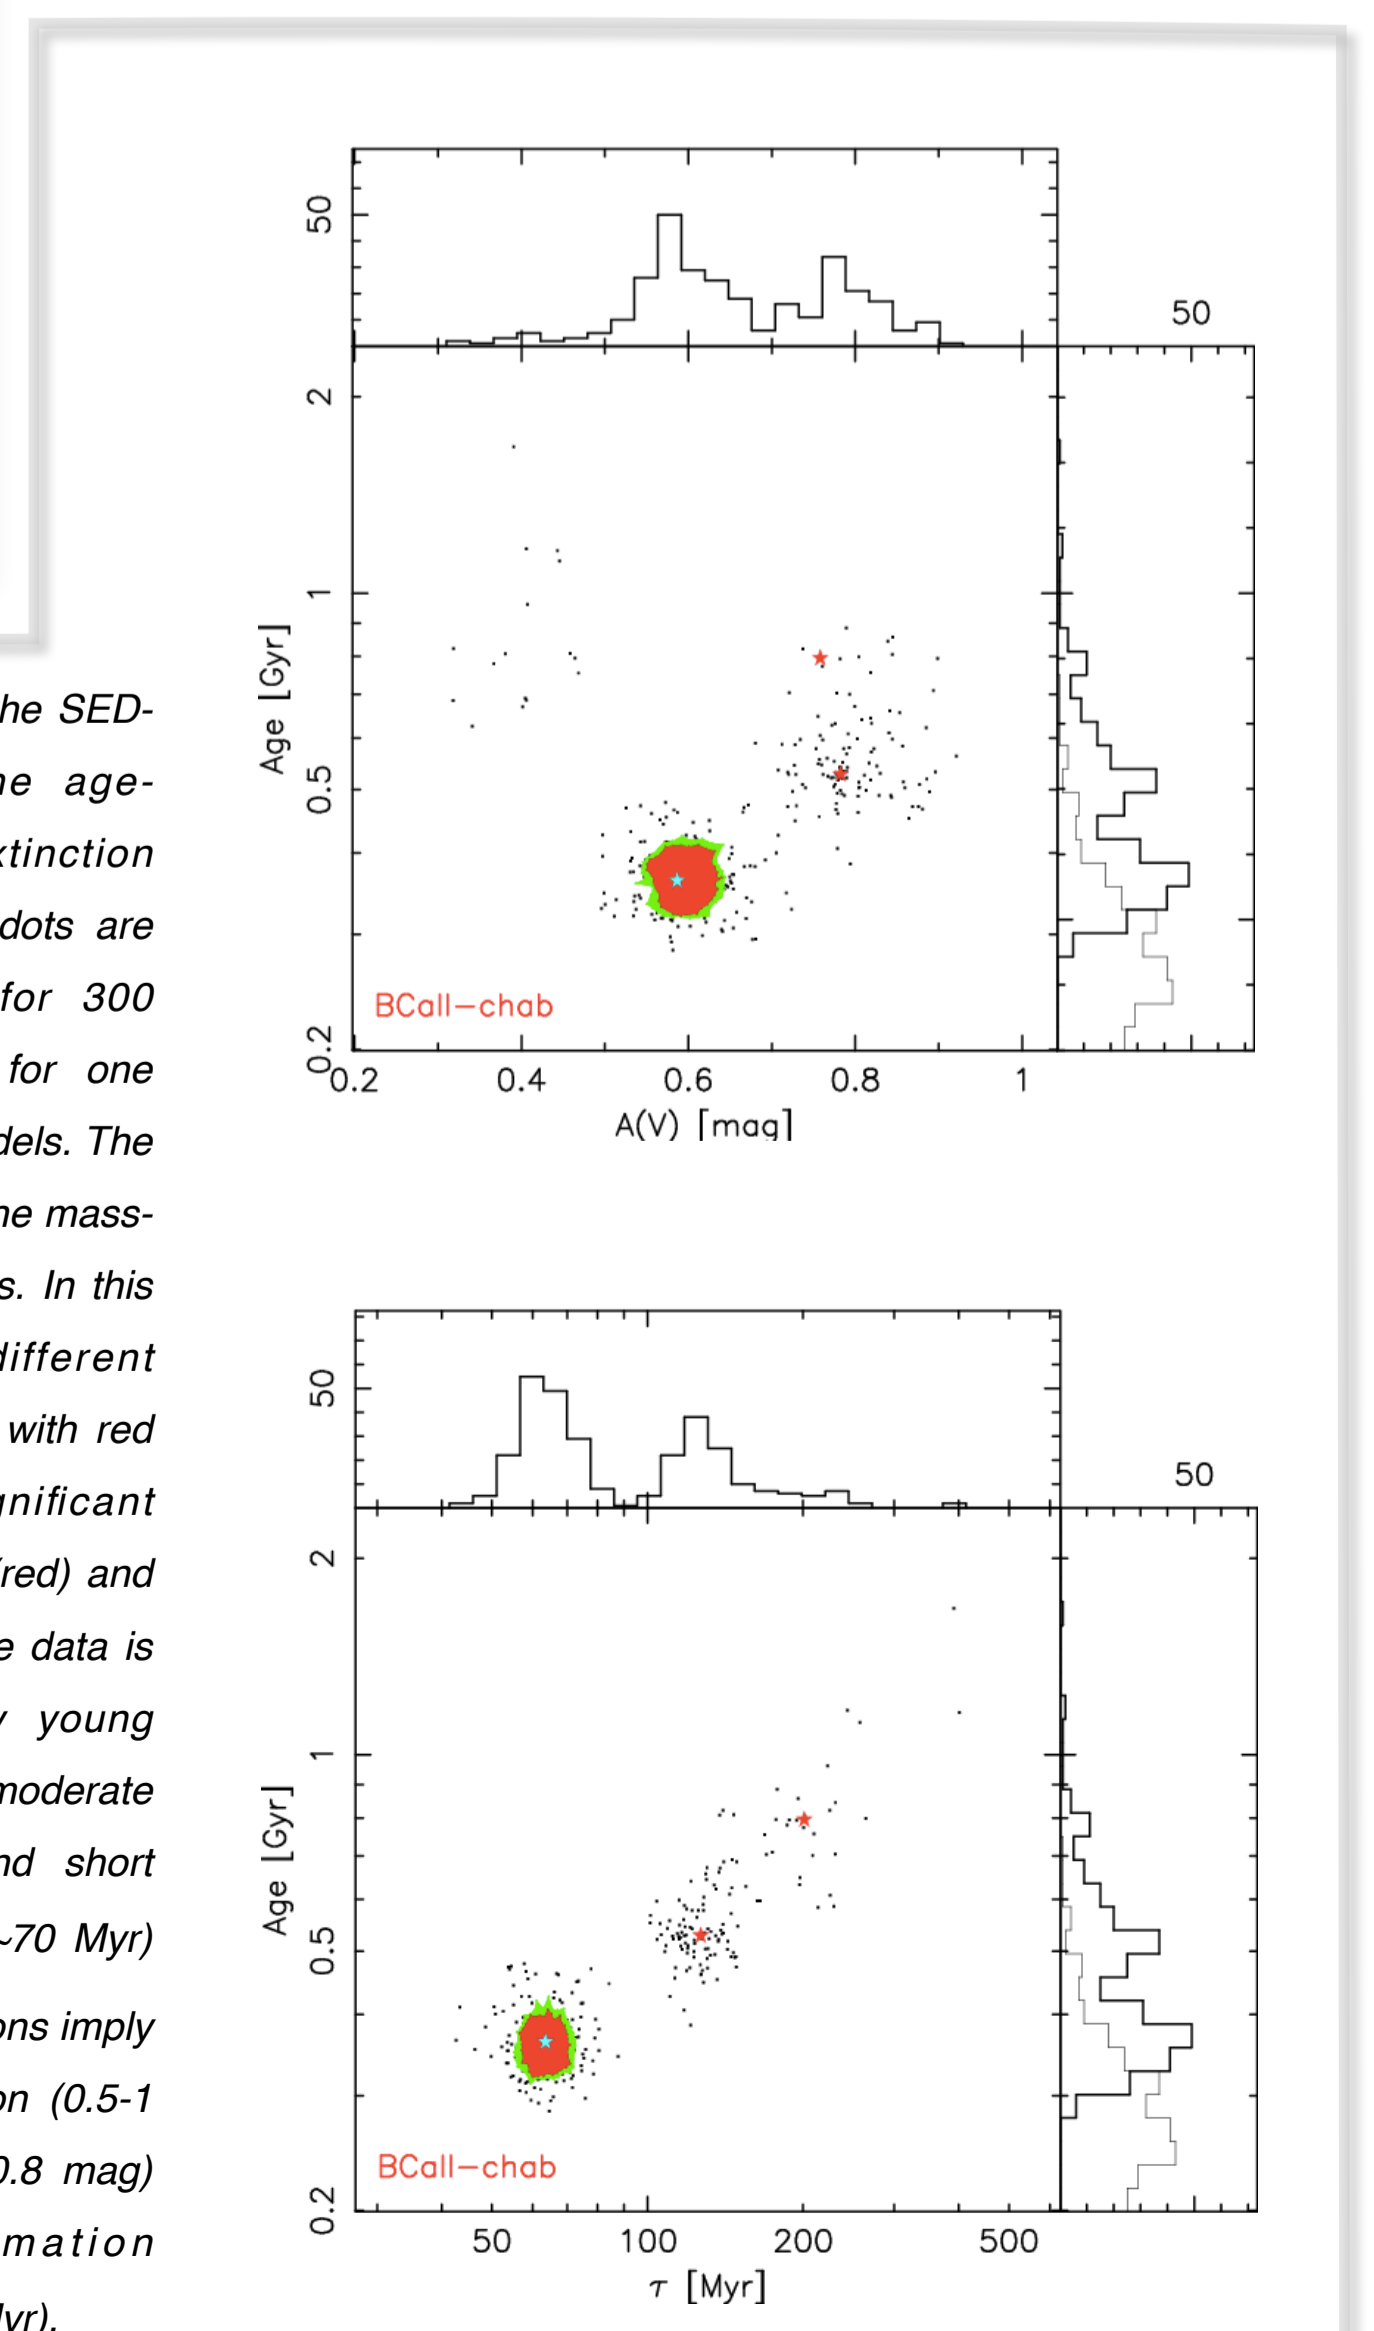 he SED-
ne age-
xtinction
dots are
for 300
for one
dels. The
he mass-
s. In this
different
with red
gnificant
red) and
e data is
y young
moderate
nd short
~70 Myr)
ons imply
on (0.5-1
0.8 mag)
mation
Myr).
50
50
2
1
0.5
0.2
Age [Gyr]
BCall-chab
0.2 0.4 0.6 0.8 1
A(V) [mag]
50
50
2
1
0.5
0.2
Age [Gyr]
BCall-chab
50 100 200 500
τ [Myr]